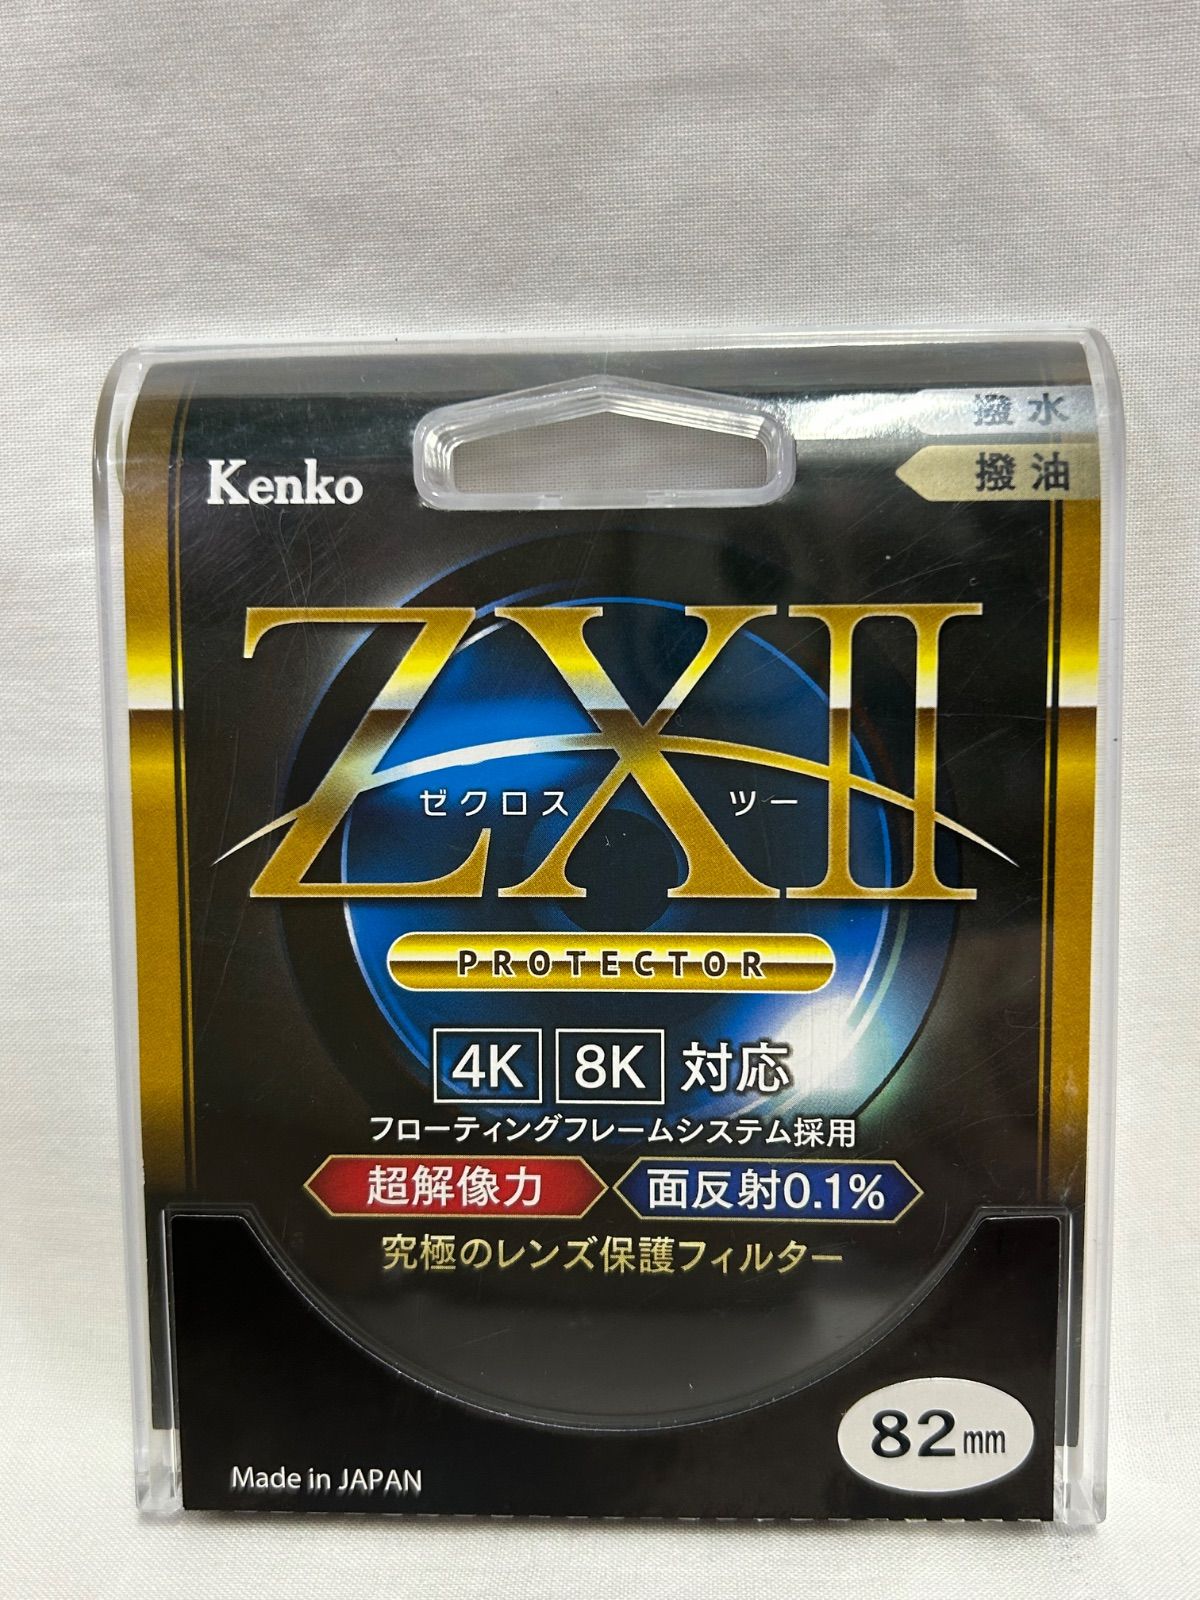 撥水
撥油
Kenko
ZXII
ゼクロス ツー
PROTECTOR
4K 8K 対応
フローティングフレームシステム採用
超解像力 面反射0.1%
究極のレンズ保護フィルター
82mm
Made in JAPAN